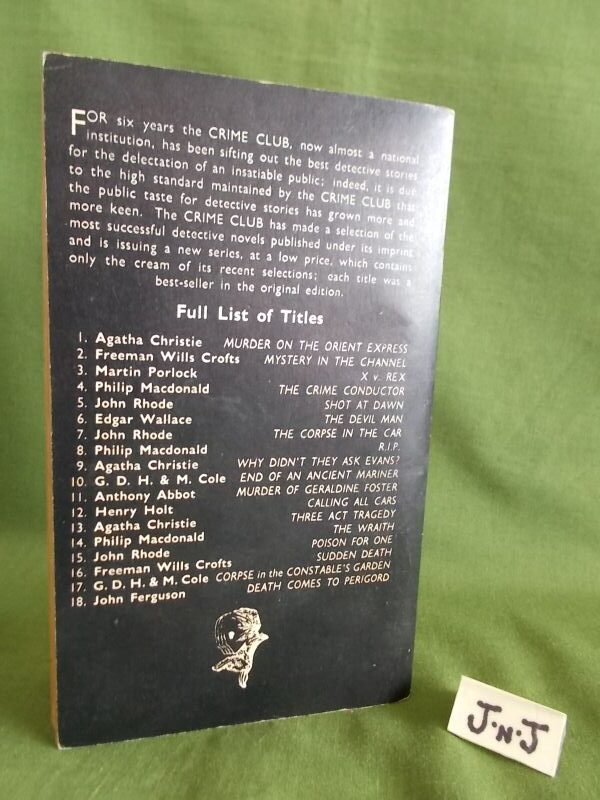 FOR six years the CRIME CLUB, now almost a national
institution, has been sifting out the best detective stories
for the delectation of an insatiable public; indeed, it is due
to the high standard maintained by the CRIME CLUB that
the public taste for detective stories has grown more and
more keen. The CRIME CLUB has made a selection of the
most successful detective novels published under its imprint
and is issuing a new series, at a low price, which contains
only the cream of its recent selections; each title was a
best-seller in the original edition.
Full List of Titles
1. Agatha Christie MURDER ON THE ORIENT EXPRESS
2. Freeman Wills Crofts MYSTERY IN THE CHANNEL
3. Martin Porlock X v. REX
4. Philip Macdonald THE CRIME CONDUCTOR
5. John Rhode SHOT AT DAWN
6. Edgar Wallace THE DEVIL MAN
7. John Rhode THE CORPSE IN THE CAR
8. Philip Macdonald R.I.P.
9. Agatha Christie WHY DIDN'T THEY ASK EVANS?
10. G. D. H. & M. Cole END OF AN ANCIENT MARINER
11. Anthony Abbot MURDER OF GERALDINE FOSTER
12. Henry Holt CALLING ALL CARS
13. Agatha Christie THREE ACT TRAGEDY
14. Philip Macdonald THE WRAITH
15. John Rhode POISON FOR ONE
16. Freeman Wills Crofts SUDDEN DEATH
17. G. D. H. & M. Cole CORPSE in the CONSTABLE'S GARDEN
18. John Ferguson DEATH COMES TO PERIGORD
J.N.J